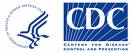 CDC
CENTERS FOR DISEASE
CONTROL AND PREVENTION